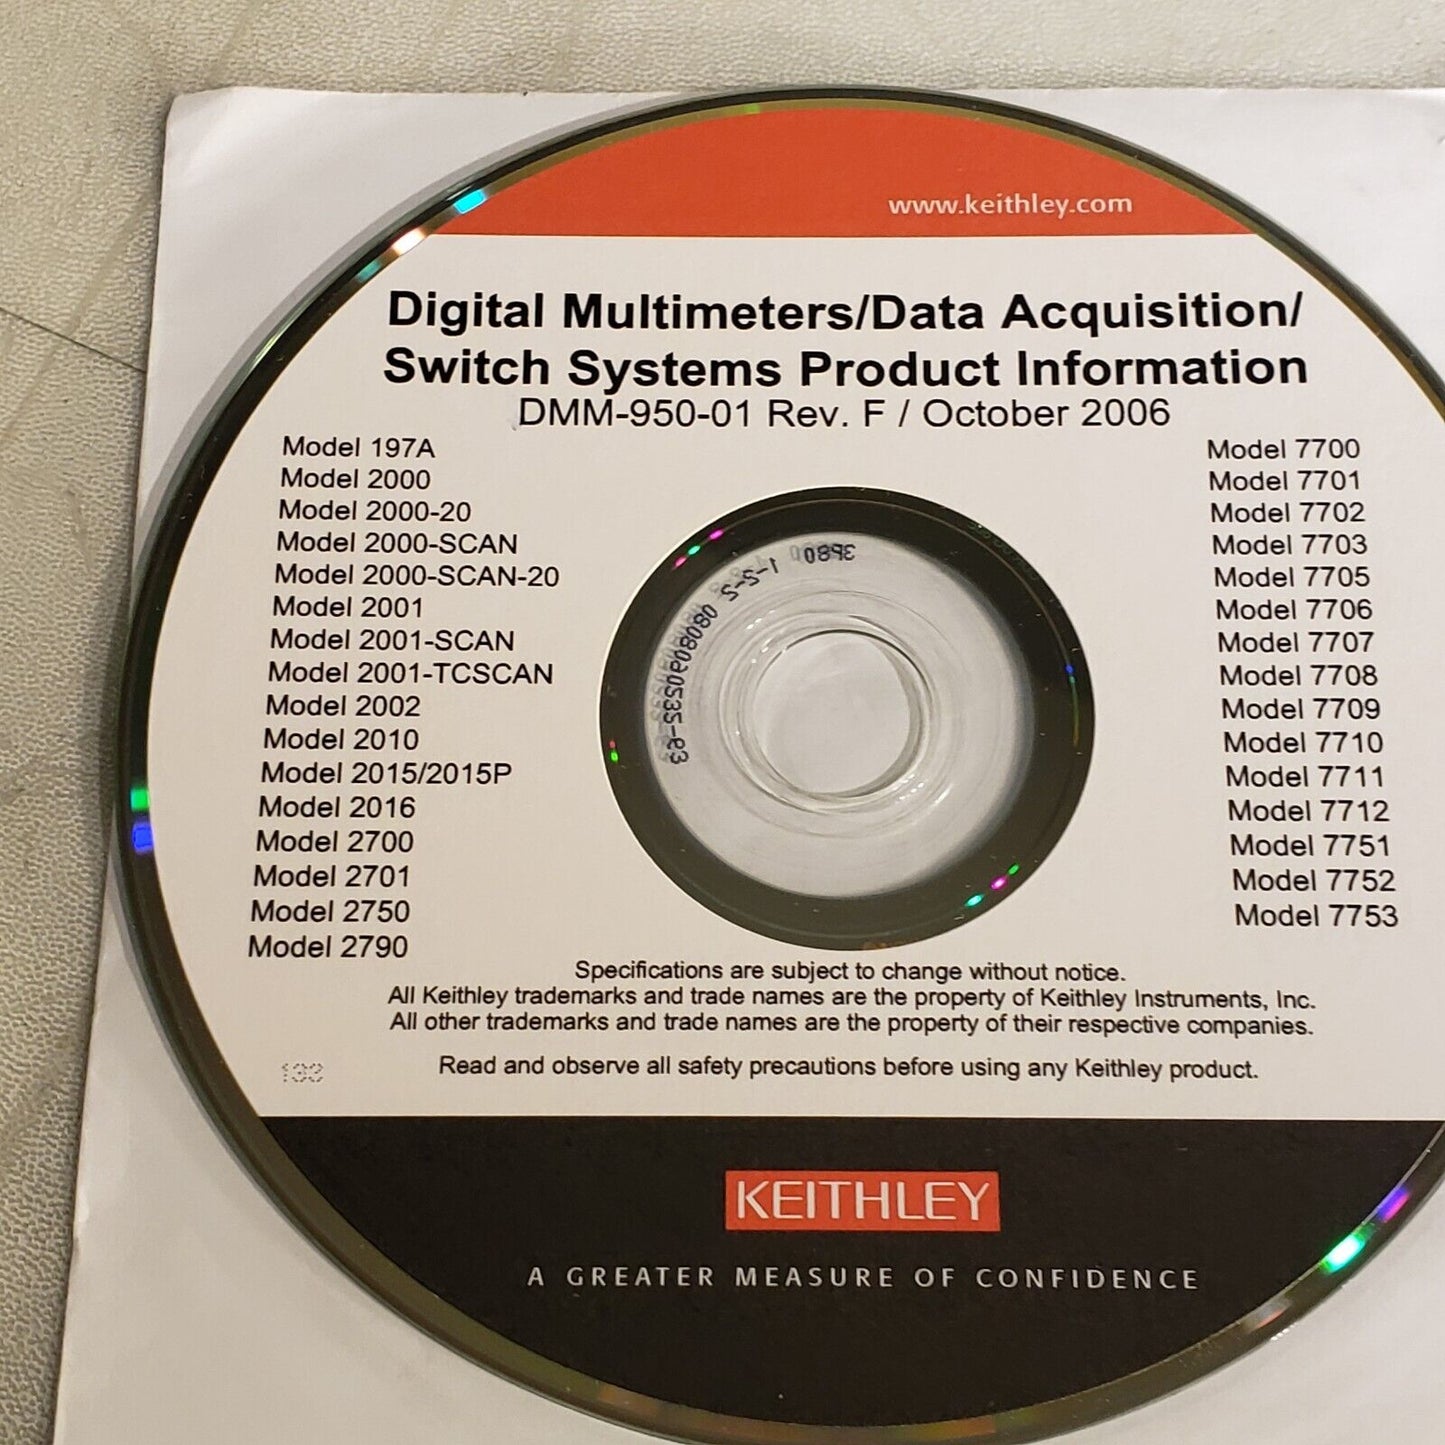 www.keithley.com
Digital Multimeters/Data Acquisition/
Switch Systems Product Information
DMM-950-01 Rev. F / October 2006
Model 197A
Model 2000
Model 2000-20
Model 2000-SCAN
Model 2000-SCAN-20
Model 2001
Model 2001-SCAN
Model 2001-TCSCAN
Model 2002
Model 2010
Model 2015/2015P
Model 2016
Model 2700
Model 2701
Model 2750
Model 2790
Model 7700
Model 7701
Model 7702
Model 7703
Model 7705
Model 7706
Model 7707
Model 7708
Model 7709
Model 7710
Model 7711
Model 7712
Model 7751
Model 7752
Model 7753
Specifications are subject to change without notice.
All Keithley trademarks and trade names are the property of Keithley Instruments, Inc.
All other trademarks and trade names are the property of their respective companies.
Read and observe all safety precautions before using any Keithley product.
133
KEITHLEY
A GREATER MEASURE OF CONFIDENCE